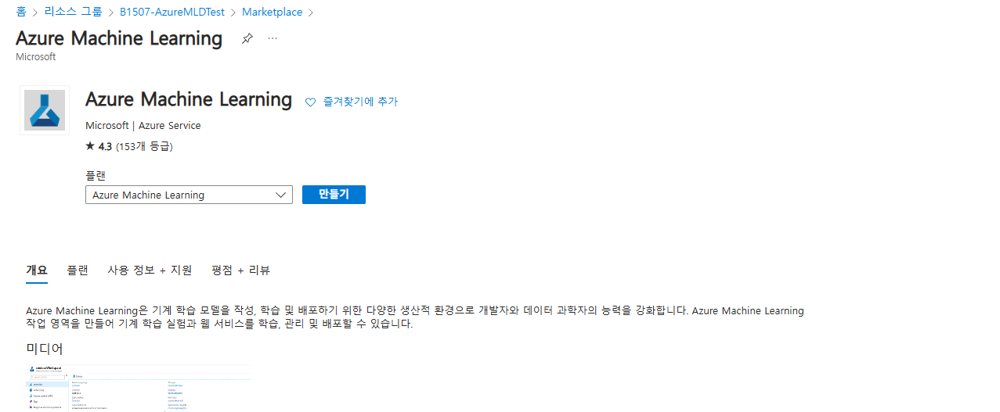 홈 > 리소스 그룹 > B1507-AzureMLDTest > Marketplace >
Azure Machine Learning ...
Microsoft
Azure Machine Learning 즐겨찾기에 추가
Microsoft | Azure Service
★ 4.3 (153개 등급)
플랜
Azure Machine Learning 만들기
개요 플랜 사용 정보 + 지원 평점 + 리뷰
Azure Machine Learning은 기계 학습 모델을 작성, 학습 및 배포하기 위한 다양한 생산적 환경으로 개발자와 데이터 과학자의 능력을 강화합니다. Azure Machine Learning
작업 영역을 만들어 기계 학습 실험과 웹 서비스를 학습, 관리 및 배포할 수 있습니다.
미디어